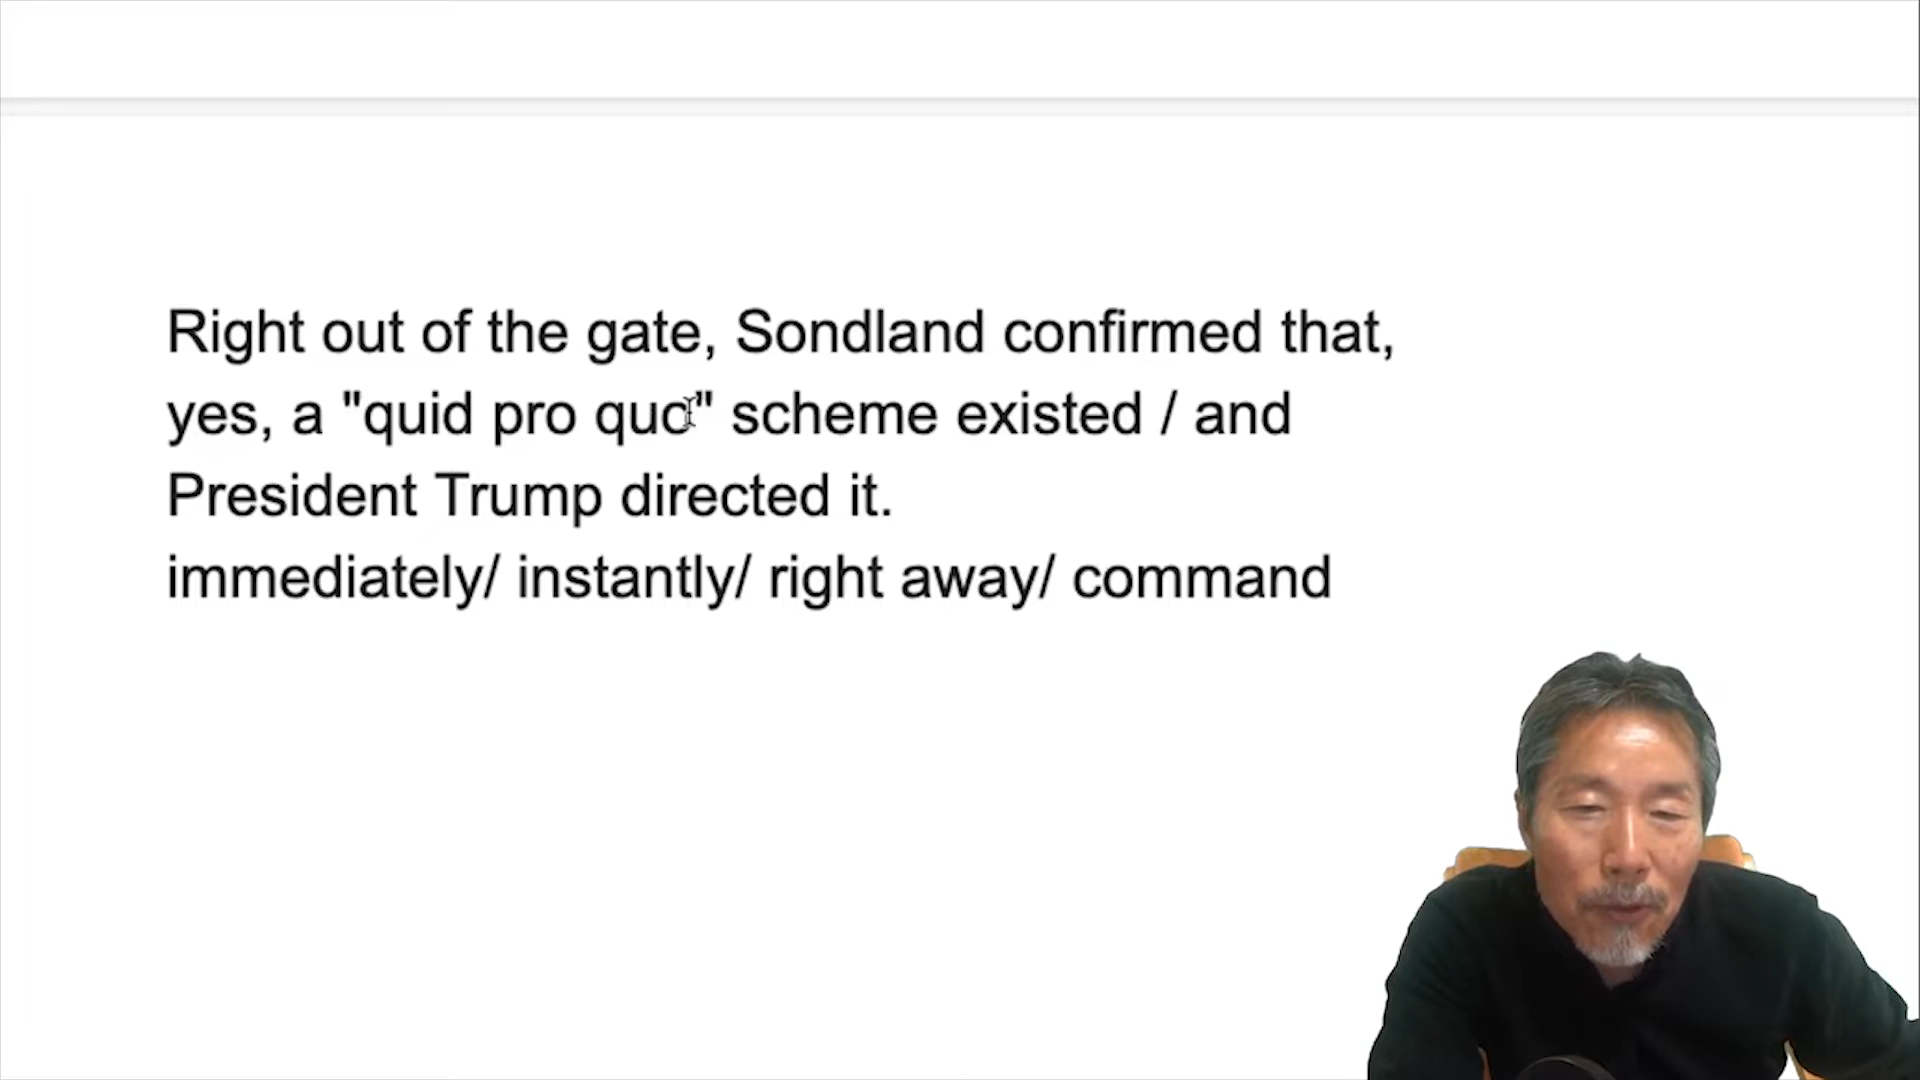 Right out of the gate, Sondland confirmed that,
yes, a "quid pro quo" scheme existed / and
President Trump directed it.
immediately/ instantly/ right away/ command